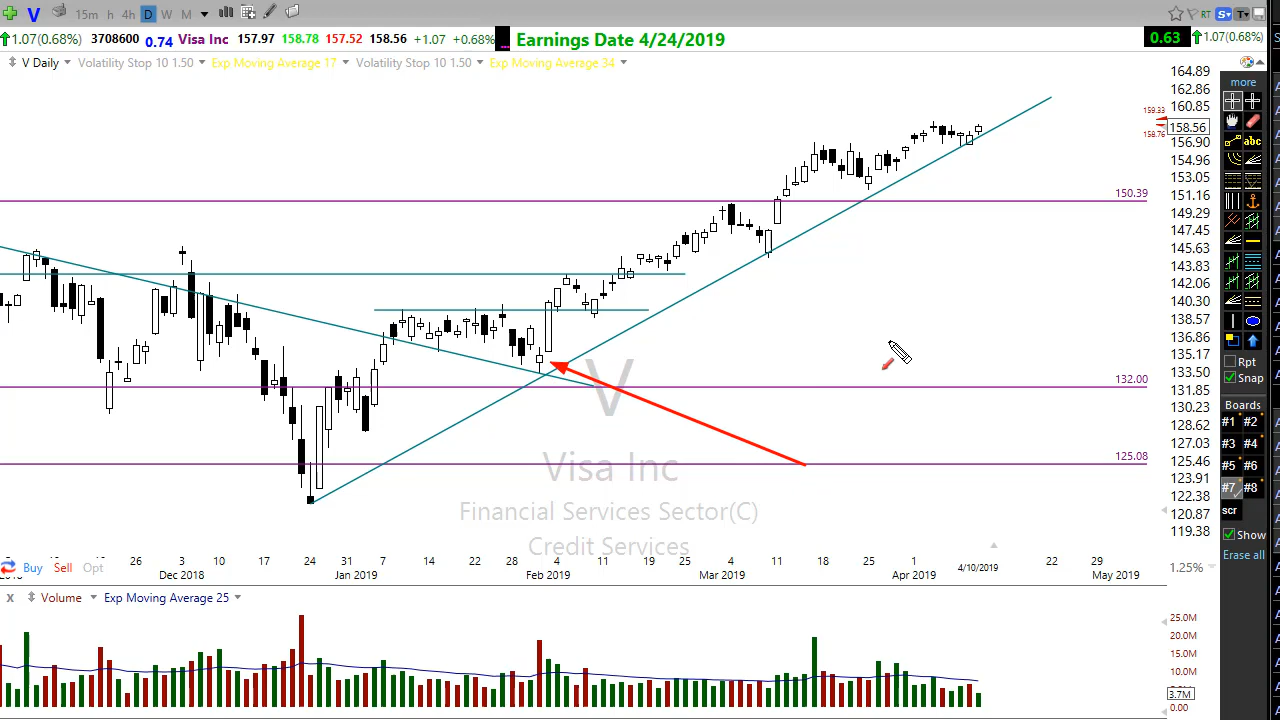 V 15m h 4h D W M RT S T
1.07(0.68%) 3708600 0.74 Visa Inc 157.97 158.78 157.52 158.56 +1.07 +0.68% ... Earnings Date 4/24/2019 0.63 1.07(0.68%)
V Daily Volatility Stop 10 1.50 Exp Moving Average 17 Volatility Stop 10 1.50 Exp Moving Average 34
more
abc
Rpt
Snap
Boards
#1 #2
#3 #4
#5 #6
#7 #8
scr
Show
Erase all
164.89
162.86
160.85
159.33
158.56
158.76
156.90
154.96
153.05
151.16
150.39
149.29
147.45
145.63
143.83
142.06
140.30
138.57
136.86
135.17
133.50
132.00
131.85
130.23
128.62
127.03
125.08
125.46
123.91
122.38
120.87
119.38
V
Visa Inc
Financial Services Sector(C)
Credit Services
26 3 10 17 24 31 7 14 22 28 4 11 19 25 4 11 18 25 1 4/10/2019 22 29
Dec 2018 Jan 2019 Feb 2019 Mar 2019 Apr 2019 May 2019
Buy Sell Opt 1.25%
x Volume Exp Moving Average 25
25.0M
20.0M
15.0M
10.0M
3.7M
0.00